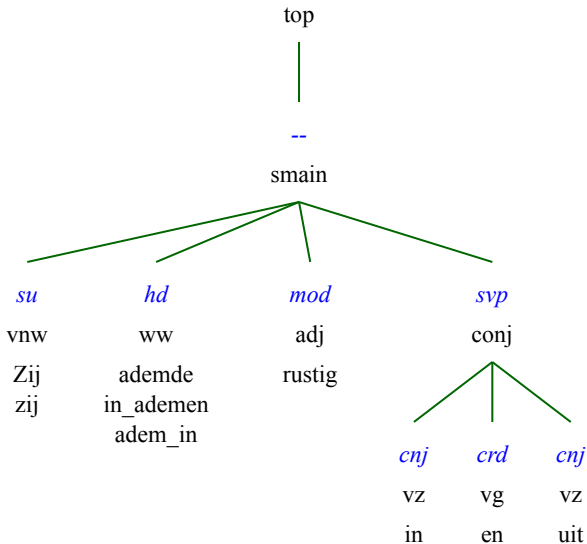 top
--
smain
su hd mod svp
vnw ww adj conj
Zij ademde rustig
zij in_ademen
adem_in
cnj crd cnj
vz vg vz
in en uit